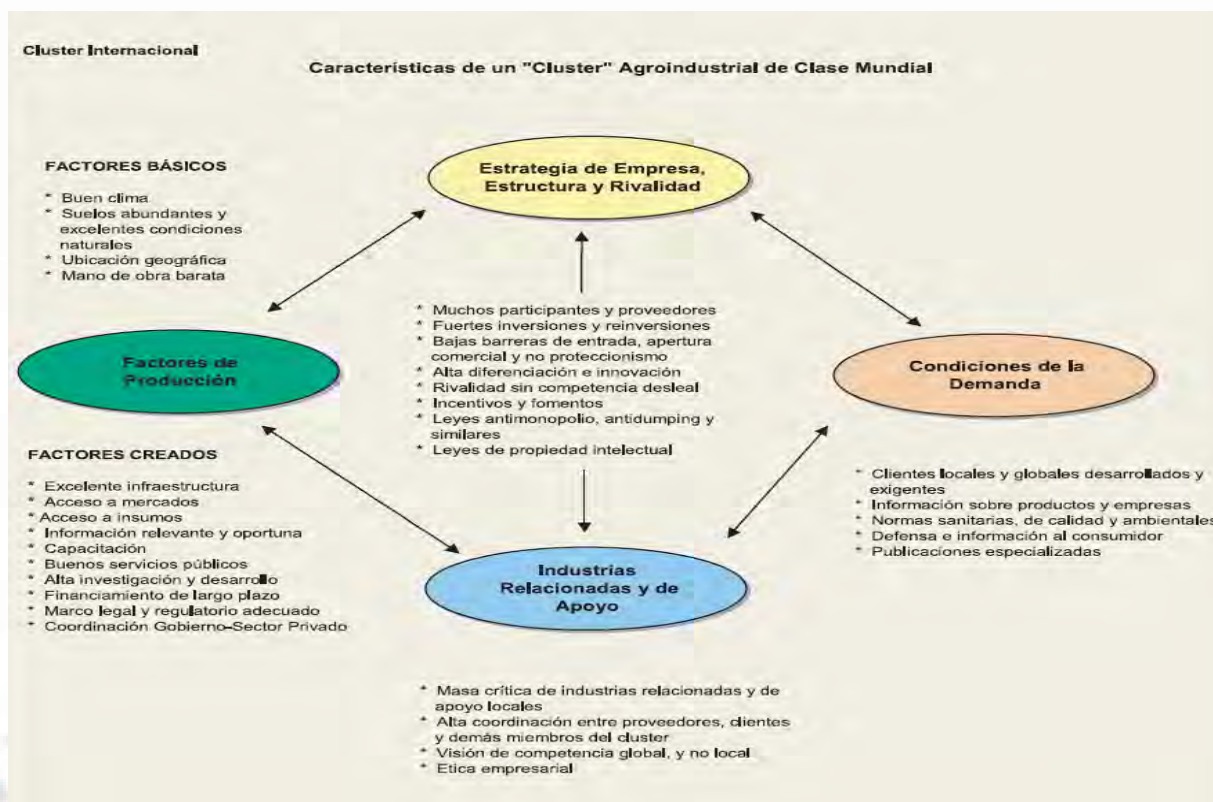 Cluster Internacional
Características de un "Cluster" Agroindustrial de Clase Mundial
FACTORES BÁSICOS
* Buen clima
* Suelos abundantes y
excelentes condiciones
naturales
* Ubicación geográfica
* Mano de obra barata
Estrategia de Empresa,
Estructura y Rivalidad
* Muchos participantes y proveedores
* Fuertes inversiones y reinversiones
* Bajas barreras de entrada, apertura
comercial y no proteccionismo
* Alta diferenciación e innovación
* Rivalidad sin competencia desleal
* Incentivos y fomentos
* Leyes antimonopolio, antidumping y
similares
* Leyes de propiedad intelectual
Factores de
Producción
Condiciones de la
Demanda
FACTORES CREADOS
* Excelente infraestructura
* Acceso a mercados
* Acceso a insumos
* Información relevante y oportuna
* Capacitación
* Buenos servicios públicos
* Alta investigación y desarrollo
* Financiamiento de largo plazo
* Marco legal y regulatorio adecuado
* Coordinación Gobierno-Sector Privado
* Clientes locales y globales desarrollados y
exigentes
* Información sobre productos y empresas
* Normas sanitarias, de calidad y ambientales
* Defensa e información al consumidor
* Publicaciones especializadas
Industrias
Relacionadas y de
Apoyo
* Masa crítica de industrias relacionadas y de
apoyo locales
* Alta coordinación entre proveedores, clientes
y demás miembros del cluster
* Visión de competencia global, y no local
* Etica empresarial